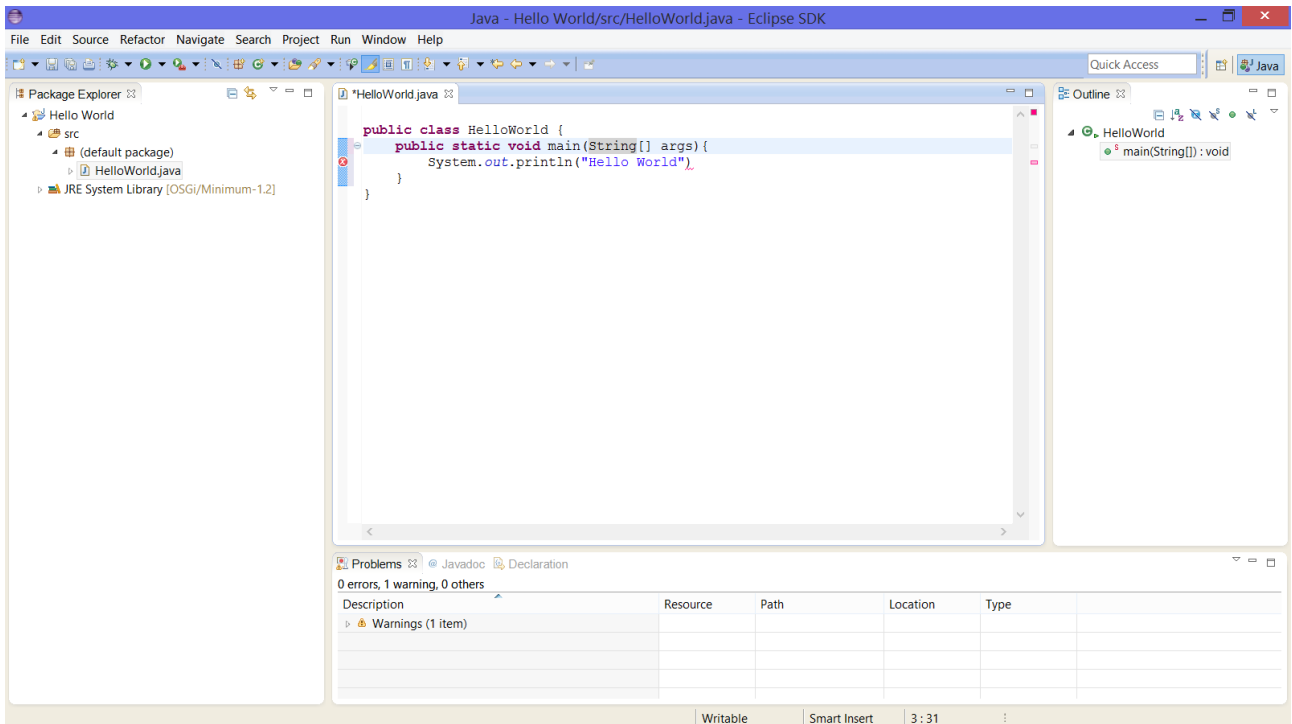 Java - Hello World/src/HelloWorld.java - Eclipse SDK
File Edit Source Refactor Navigate Search Project Run Window Help
Quick Access
Java
Package Explorer
Hello World
src
(default package)
HelloWorld.java
JRE System Library [OSGi/Minimum-1.2]
*HelloWorld.java
public class HelloWorld {
public static void main(String[] args){
System.out.println("Hello World")
}
}
Outline
HelloWorld
main(String[]) : void
Problems @ Javadoc Declaration
0 errors, 1 warning, 0 others
Description Resource Path Location Type
Warnings (1 item)
Writable Smart Insert 3 : 31